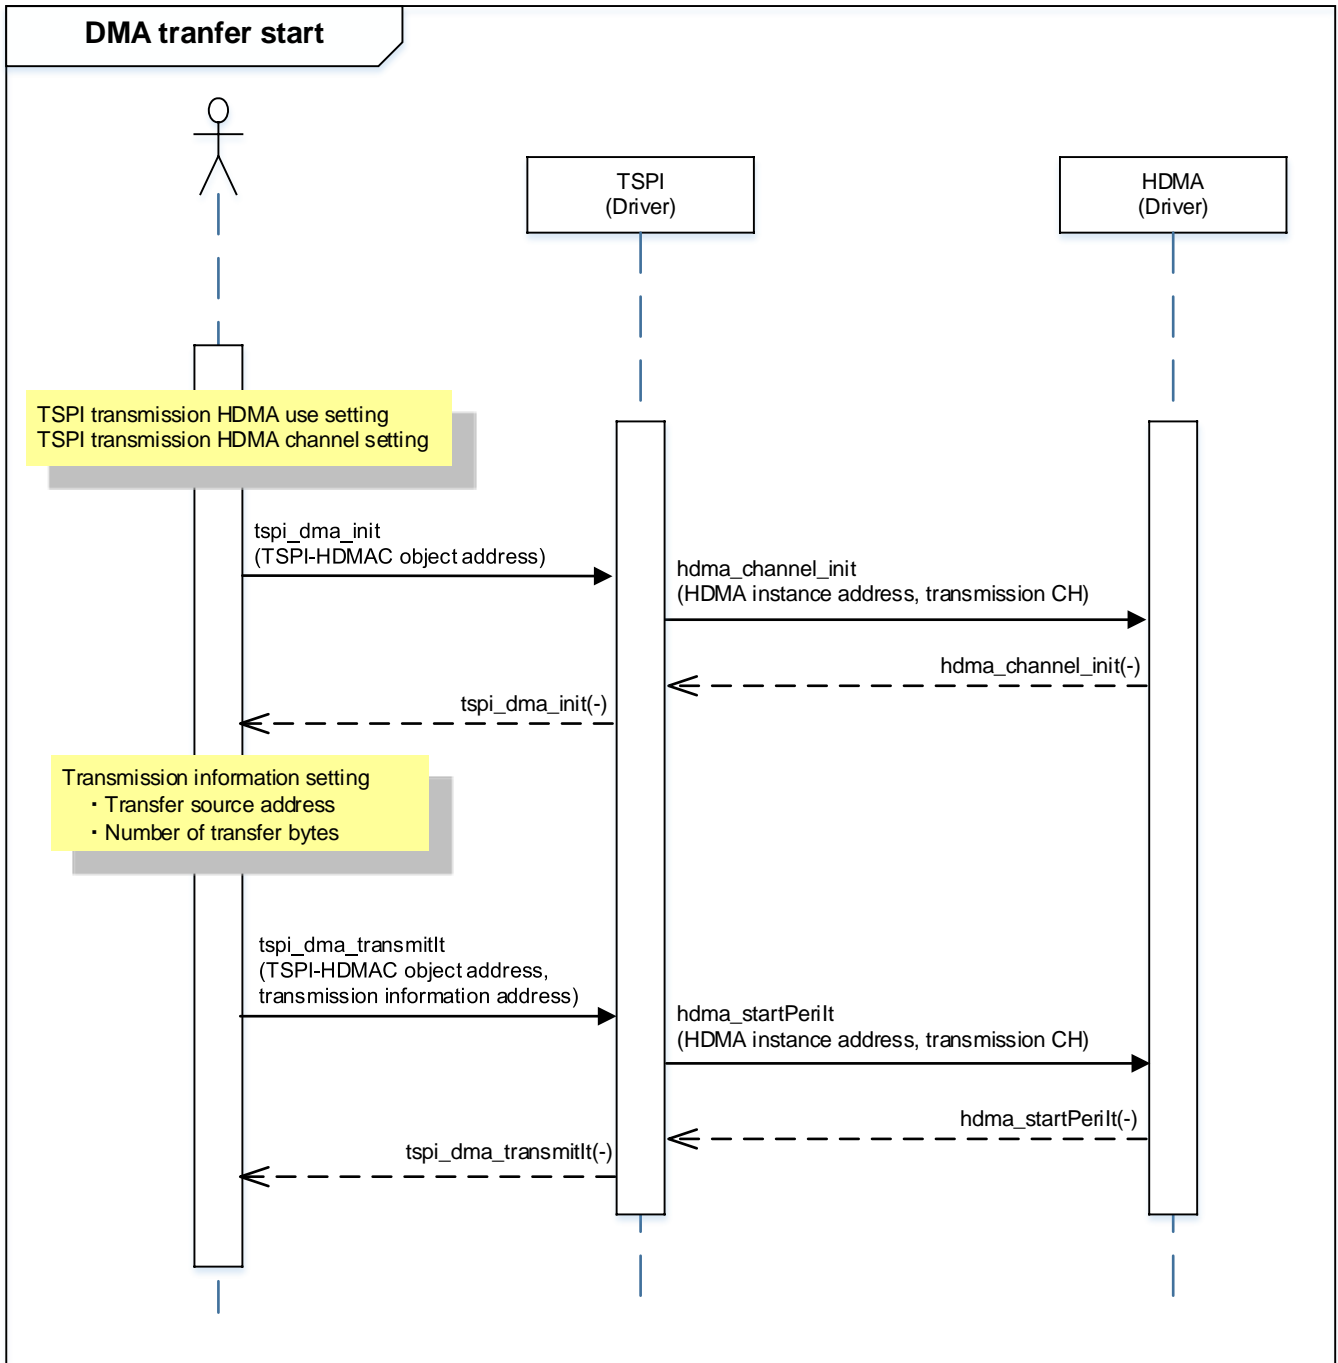 DMA tranfer start
TSPI
(Driver)
HDMA
(Driver)
TSPI transmission HDMA use setting
TSPI transmission HDMA channel setting
tspi_dma_init
(TSPI-HDMAC object address)
hdma_channel_init
(HDMA instance address, transmission CH)
hdma_channel_init(-)
tspi_dma_init(-)
Transmission information setting
・Transfer source address
・Number of transfer bytes
tspi_dma_transmitIt
(TSPI-HDMAC object address,
transmission information address)
hdma_startPeriIt
(HDMA instance address, transmission CH)
hdma_startPeriIt(-)
tspi_dma_transmitIt(-)